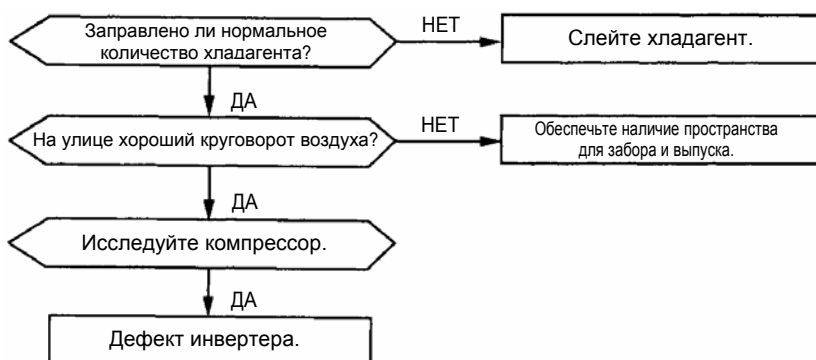 Заправлено ли нормальное
количество хладагента?
НЕТ
Слейте хладагент.
ДА
На улице хороший круговорот воздуха?
НЕТ
Обеспечьте наличие пространства
для забора и выпуска.
ДА
Исследуйте компрессор.
ДА
Дефект инвертера.